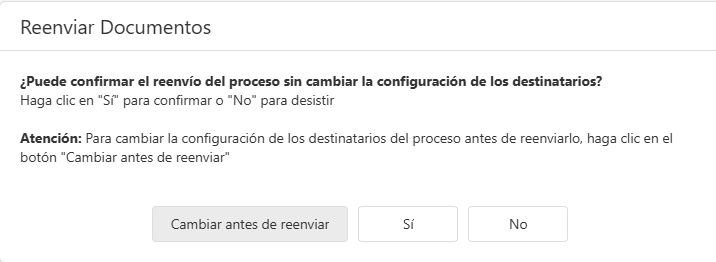 Reenviar Documentos
¿Puede confirmar el reenvío del proceso sin cambiar la configuración de los destinatarios?
Haga clic en "Sí" para confirmar o "No" para desistir
Atención: Para cambiar la configuración de los destinatarios del proceso antes de reenviarlo, haga clic en el
botón "Cambiar antes de reenviar"
Cambiar antes de reenviar
Sí
No